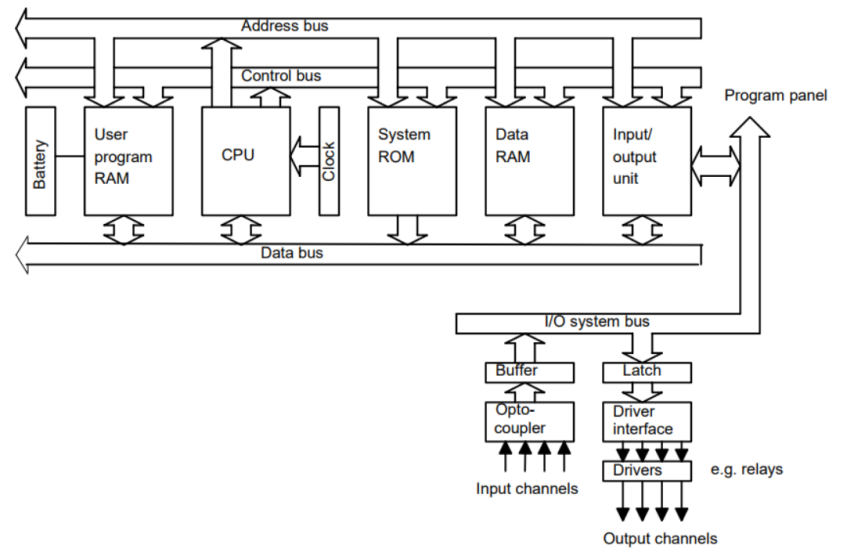 Address bus
Control bus
Program panel
Battery
User
program
RAM
CPU
Clock
System
ROM
Data
RAM
Input/
output
unit
Data bus
I/O system bus
Buffer
Latch
Opto-
coupler
Driver
interface
Drivers
e.g. relays
Input channels
Output channels